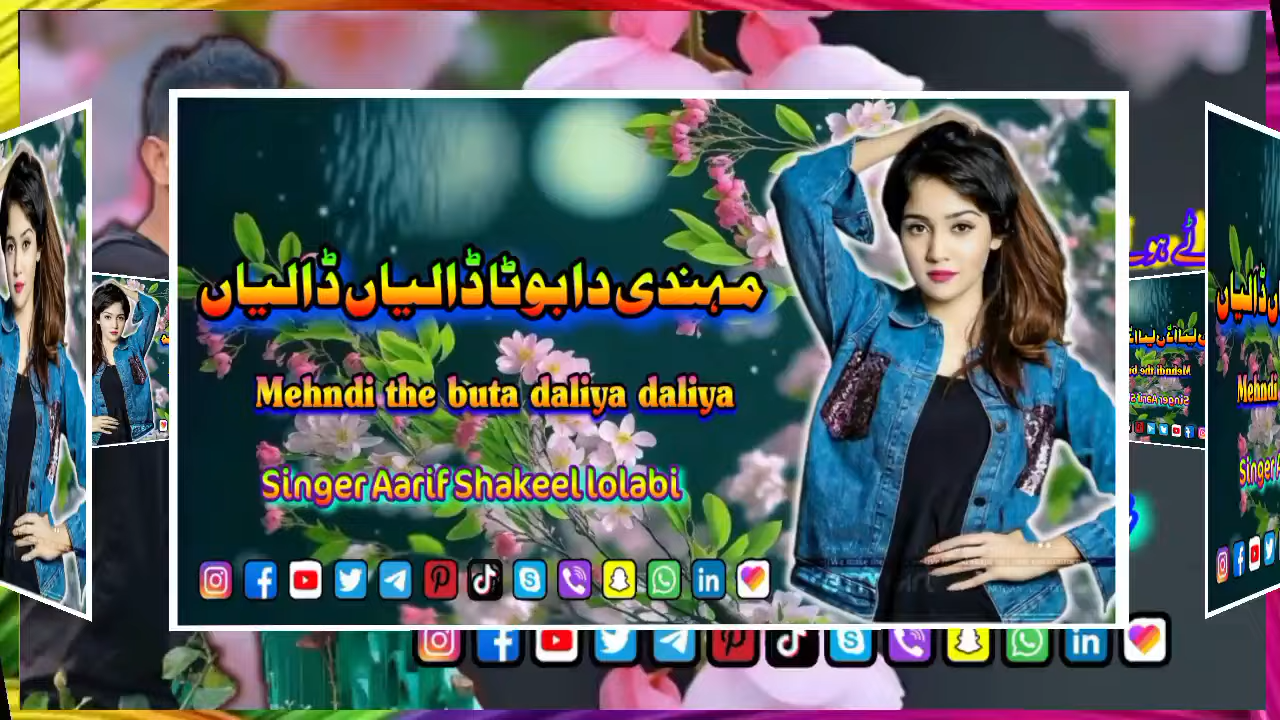 مہندی دا بوٹا ڈالیاں ڈالیاں
Mehndi the buta daliya daliya
Singer Aarif Shakeel lolabi